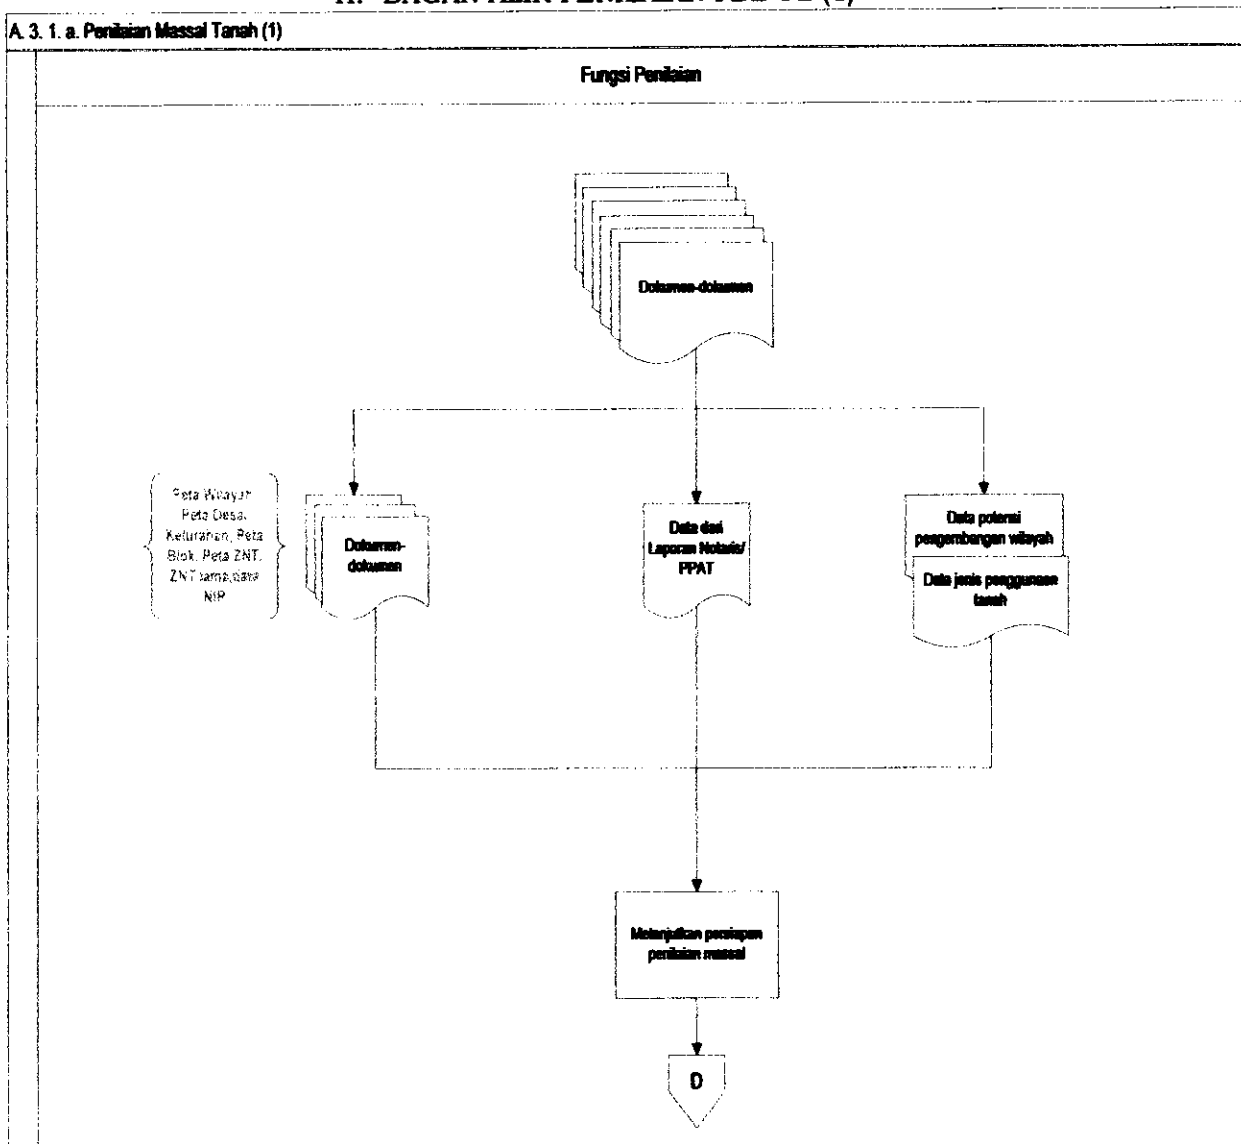 BAGAN ALIR
A. 3. 1. a. Penilaian Massal Tanah (1)
Fungsi Penilaian
Dokumen-dokumen
Peta Wilayah
Peta Desa,
Kelurahan, Peta
Blok, Peta ZNT,
ZNT
NIR
Dokumen-
dokumen
Data dari
Laporan Notaris/
PPAT
Data potensi
pengembangan wilayah
Data jenis penggunaan
tanah
Melanjutkan persiapan
penilaian massal
D